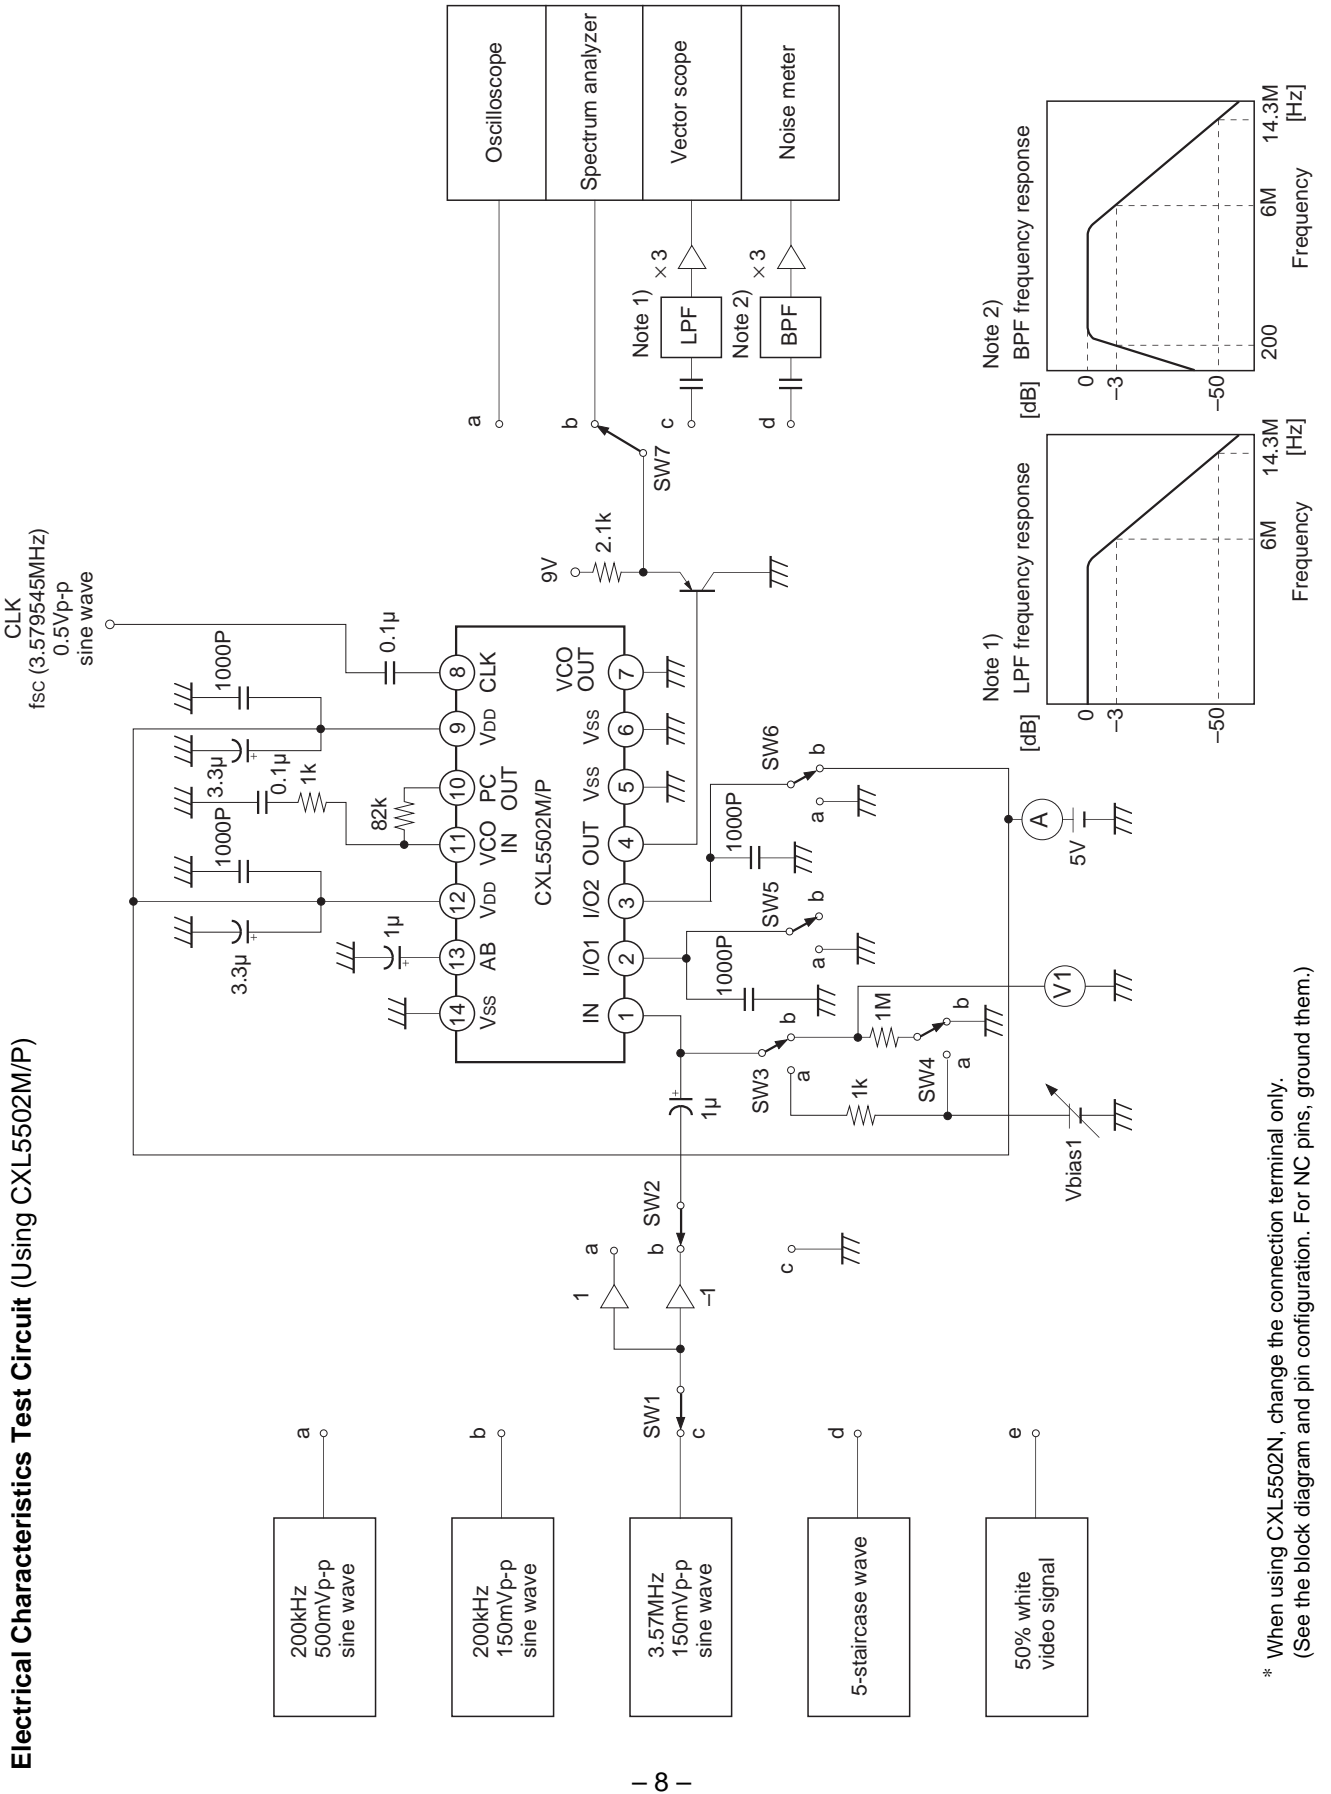 Electrical Characteristics Test Circuit (Using CXL5502M/P)
CLK
fsc (3.579545MHz)
0.5Vp-p
sine wave
3.3µ
1000P
0.1µ
1k
3.3µ
1000P
1µ
82k
0.1µ
14
13
12
11
10
9
8
VSS
AB
VDD
VCO
IN
PC
OUT
VDD
CLK
CXL5502M/P
IN
I/O1
I/O2
OUT
VSS
VSS
VCO
OUT
1
2
3
4
5
6
7
200kHz
500mVp-p
sine wave
a
200kHz
150mVp-p
sine wave
b
3.57MHz
150mVp-p
sine wave
SW1
c
5-staircase wave
d
50% white
video signal
e
1
a
–1
b
SW2
c
1µ
+
+
+
+
SW3
a
b
1k
1M
SW4
a
b
Vbias1
V1
1000P
SW5
a
b
1000P
SW6
a
b
A
5V
9V
2.1k
SW7
a
b
c
d
Note 1)
LPF
× 3
Note 2)
BPF
× 3
Oscilloscope
Spectrum analyzer
Vector scope
Noise meter
Note 1)
LPF frequency response
[dB]
0
–3
–50
6M
14.3M
[Hz]
Frequency
Note 2)
BPF frequency response
[dB]
0
–3
–50
200
6M
14.3M
[Hz]
Frequency
* When using CXL5502N, change the connection terminal only.
(See the block diagram and pin configuration. For NC pins, ground them.)
– 8 –